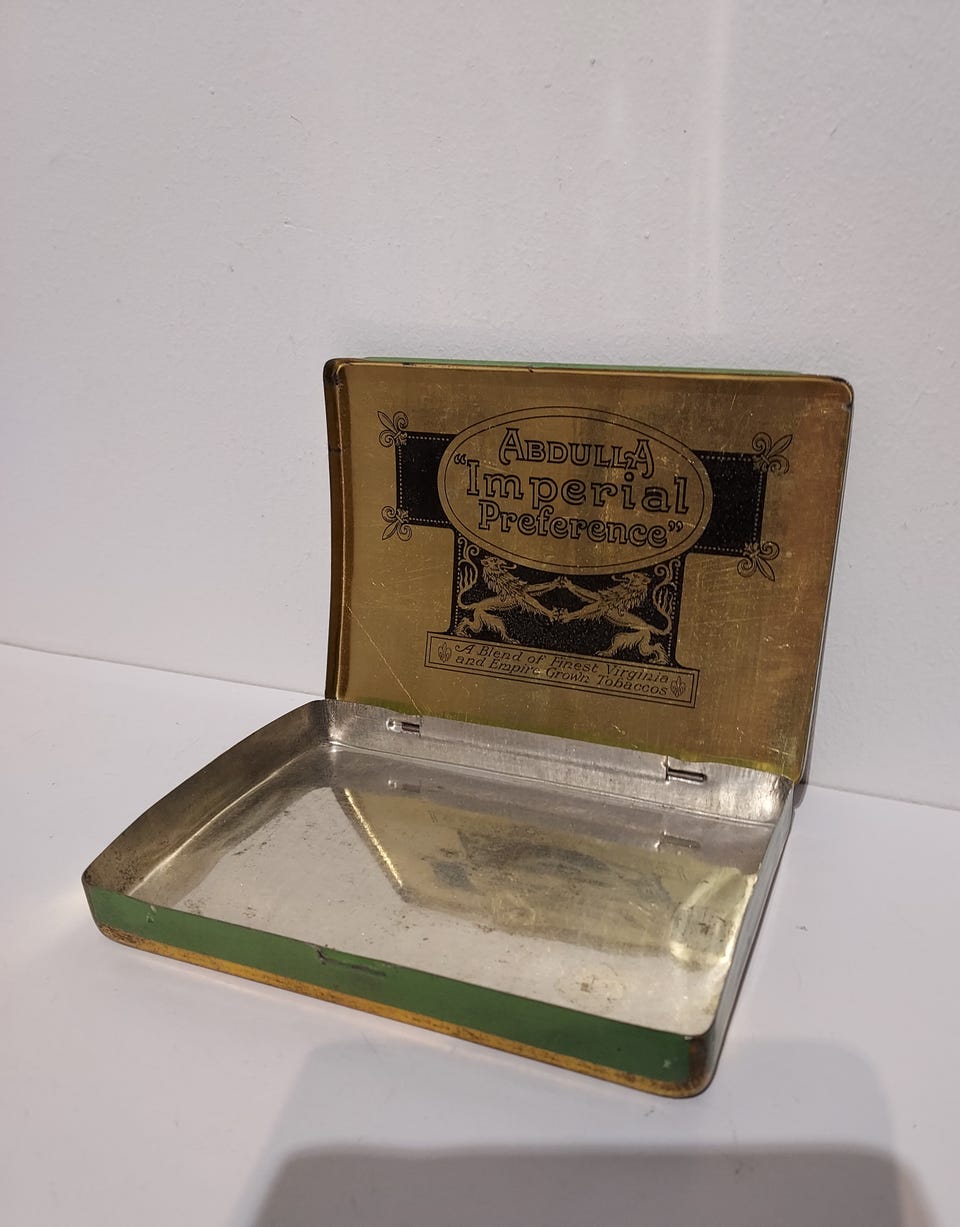 ABDULLA
"Imperial
Preference"
A Blend of Finest Virginia
and Empire Grown Tobaccos